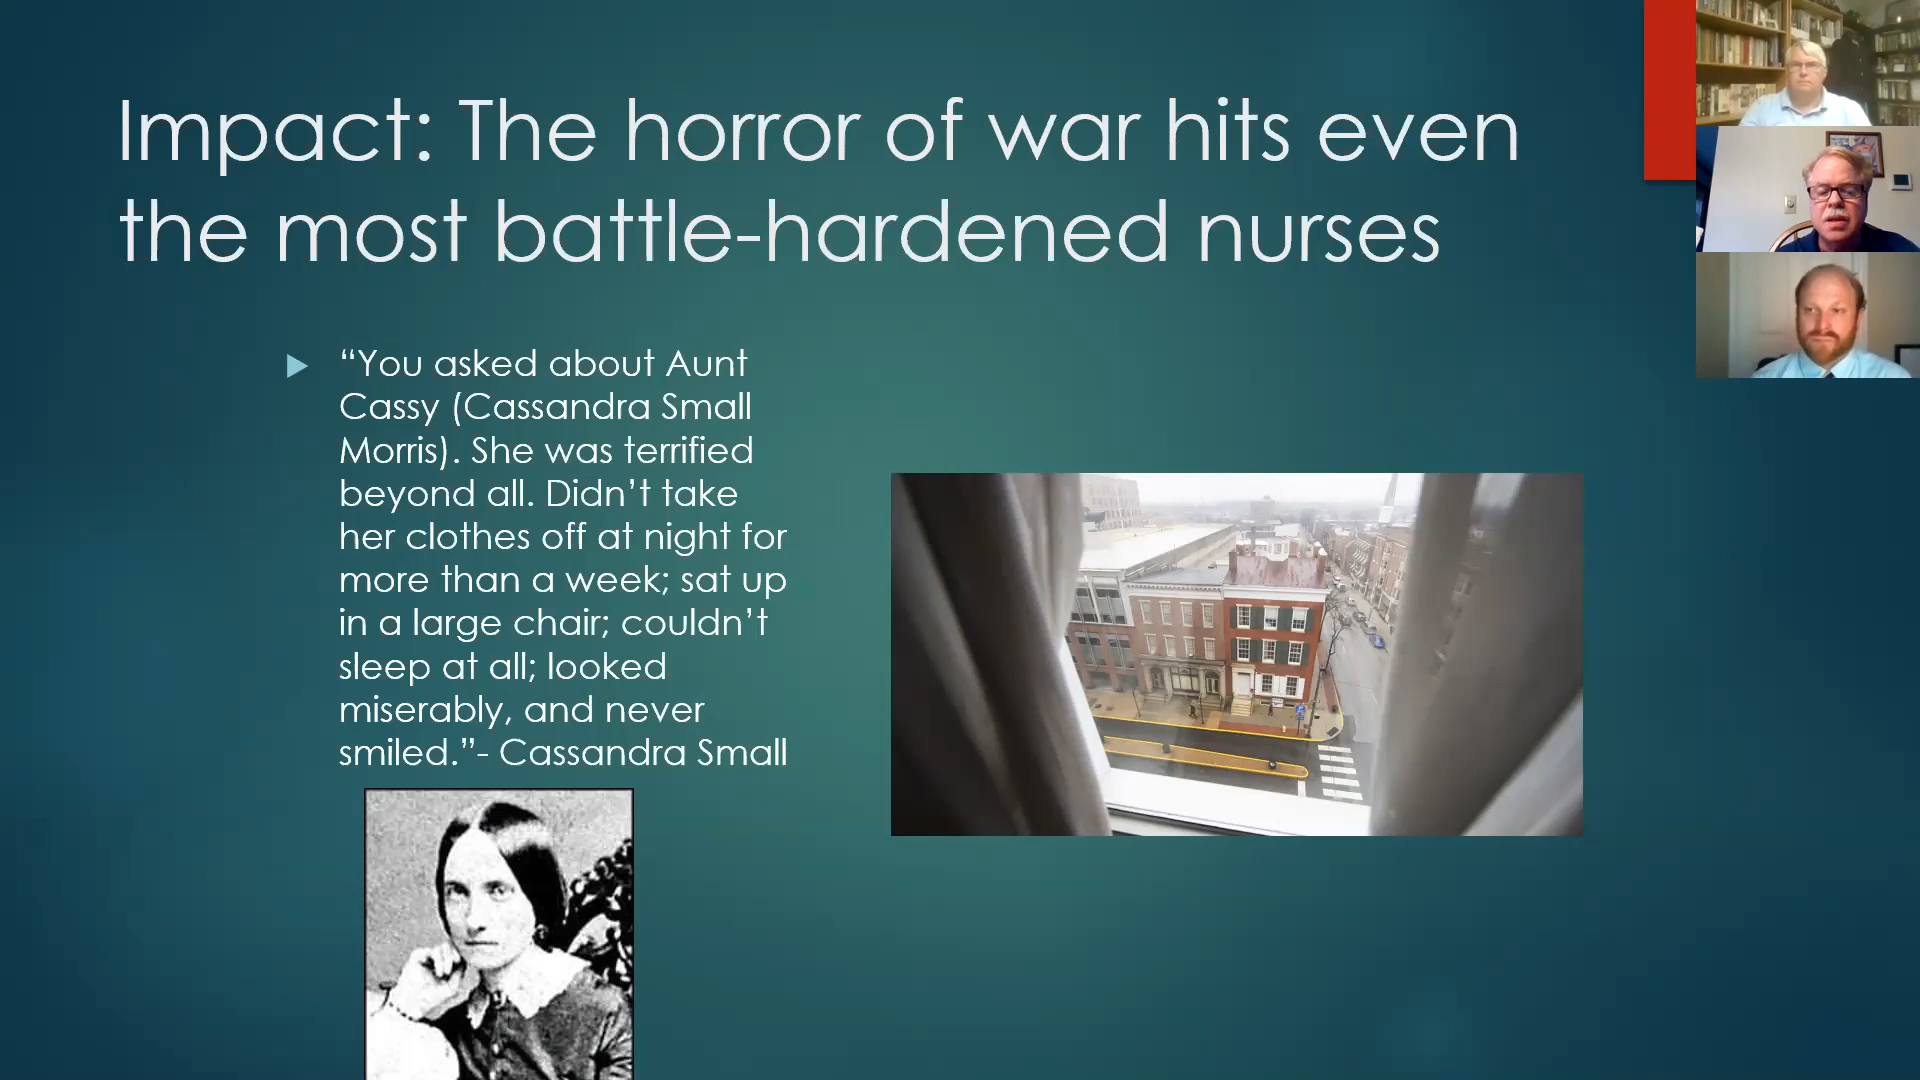 Impact: The horror of war hits even
the most battle-hardened nurses
“You asked about Aunt
Cassy (Cassandra Small
Morris). She was terrified
beyond all. Didn’t take
her clothes off at night for
more than a week; sat up
in a large chair; couldn’t
sleep at all; looked
miserably, and never
smiled.”- Cassandra Small